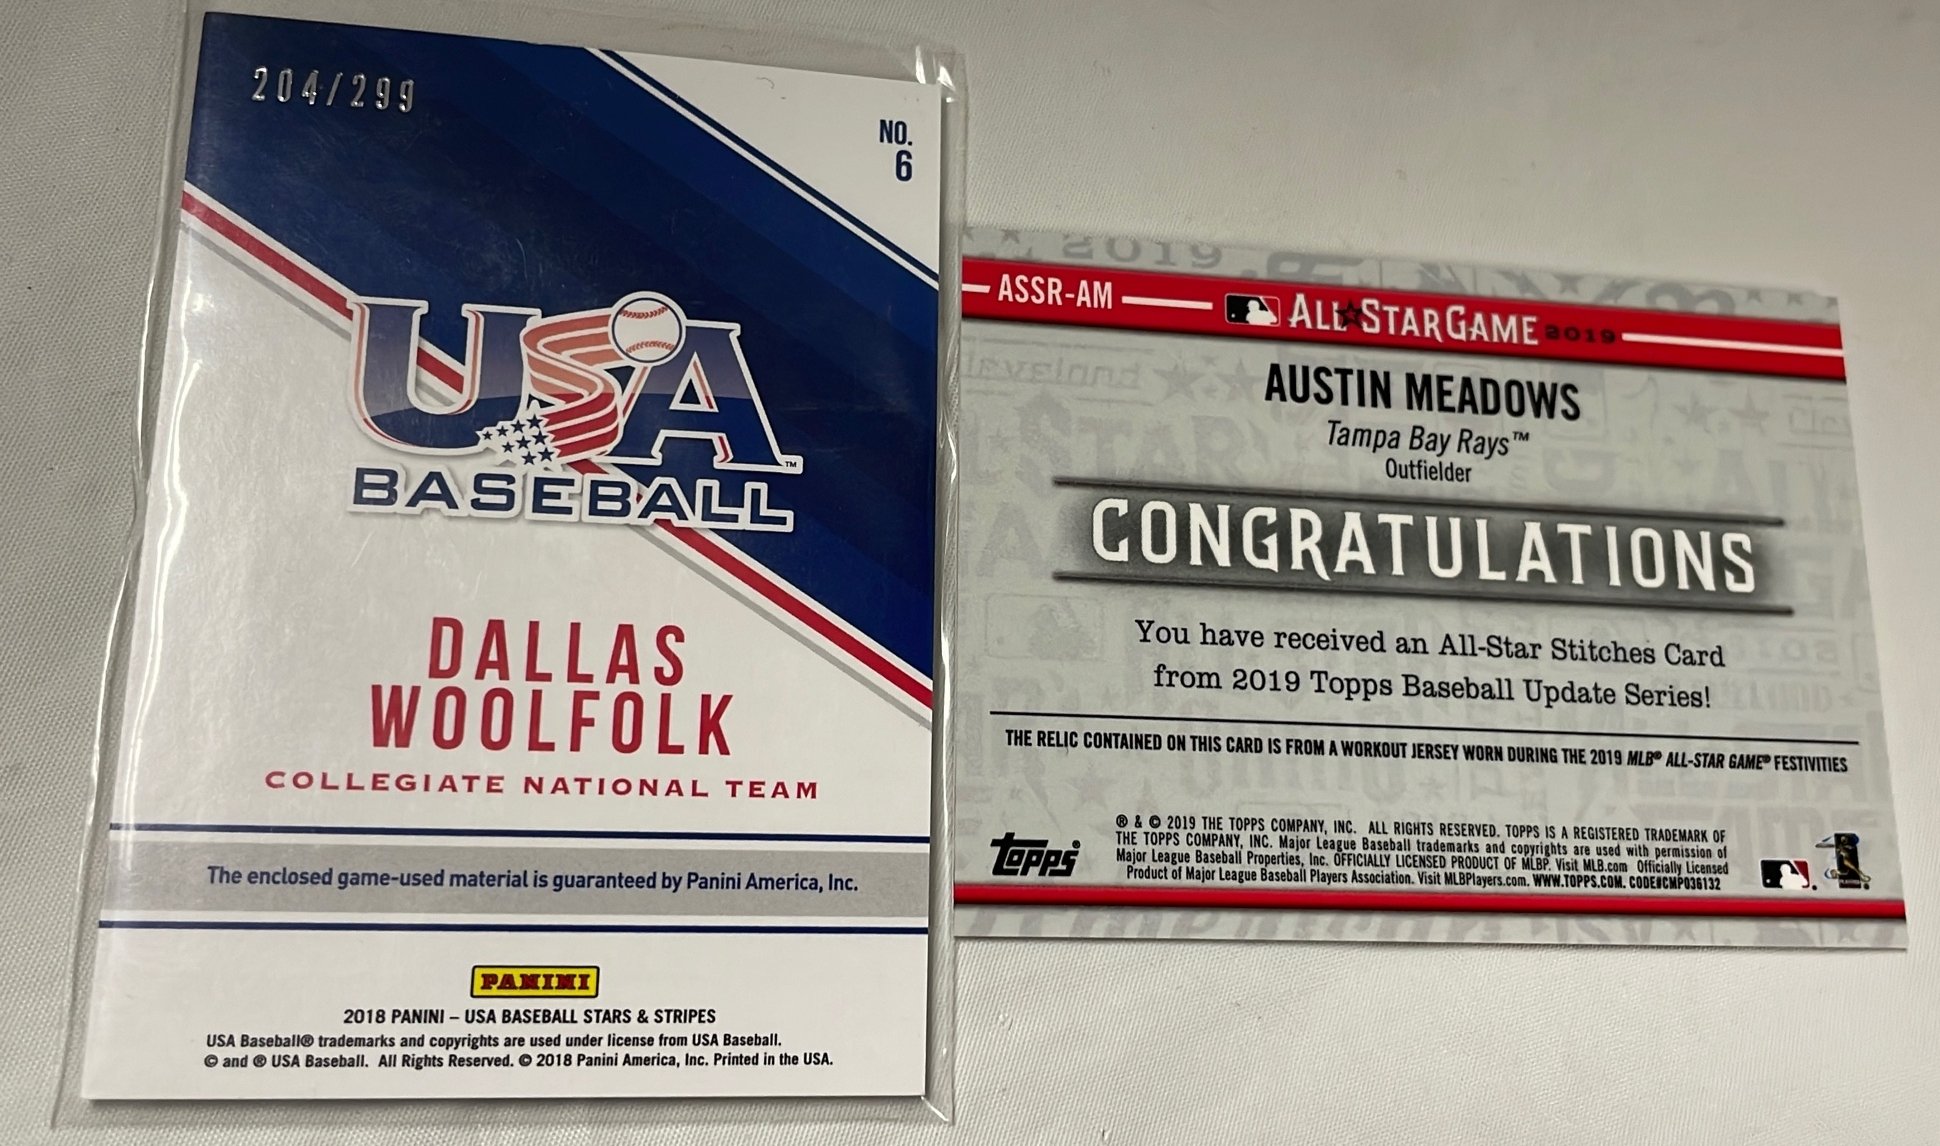 204/299
NO.
6
USA
BASEBALL™
DALLAS
WOOLFOLK
COLLEGIATE NATIONAL TEAM
The enclosed game-used material is guaranteed by Panini America, Inc.
PANINI
2018 PANINI – USA BASEBALL STARS & STRIPES
USA Baseball® trademarks and copyrights are used under license from USA Baseball.
© and ® USA Baseball. All Rights Reserved. © 2018 Panini America, Inc. Printed in the USA.
2019
ASSR-AM
ALL★STAR GAME 2019
AUSTIN MEADOWS
Tampa Bay Rays™
Outfielder
CONGRATULATIONS
You have received an All-Star Stitches Card
from 2019 Topps Baseball Update Series!
THE RELIC CONTAINED ON THIS CARD IS FROM A WORKOUT JERSEY WORN DURING THE 2019 MLB® ALL-STAR GAME® FESTIVITIES
topps®
® & © 2019 THE TOPPS COMPANY, INC. ALL RIGHTS RESERVED. TOPPS IS A REGISTERED TRADEMARK OF
THE TOPPS COMPANY, INC. Major League Baseball trademarks and copyrights are used with permission of
Major League Baseball Properties, Inc. OFFICIALLY LICENSED PRODUCT OF MLBP. Visit MLB.com Officially Licensed
Product of Major League Baseball Players Association. Visit MLBPlayers.com. WWW.TOPPS.COM. CODE#CMP036132